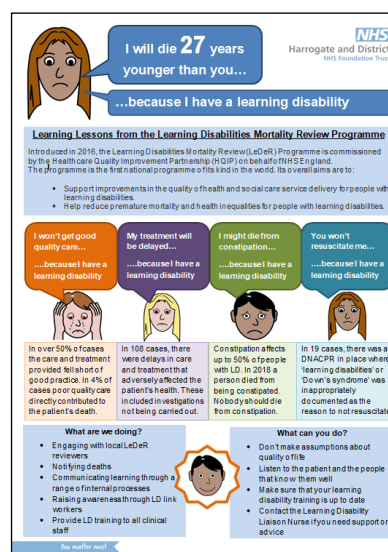 I will die 27 years
younger than you...
...because I have a learning disability
NHS
Harrogate and District
NHS Foundation Trust
Learning Lessons from the Learning Disabilities Mortality Review Programme
Introduced in 2016, the Learning Disabilities Mortality Review (LeDeR) Programme is commissioned
by the Healthcare Quality Improvement Partnership (HQIP) on behalf of NHS England.
The programme is the first national programme of its kind in the world. Its overall aims are to:
• Support improvements in the quality of health and social care service delivery for people with
learning disabilities.
• Help reduce premature mortality and health inequalities for people with learning disabilities.
I won't get good
quality care...
....because I have a
learning disability
My treatment will
be delayed...
....because I have a
learning disability
I might die from
constipation...
....because I have a
learning disability
You won't
resuscitate me...
...because I have a
learning disability
In over 50% of cases
the care and treatment
provided fell short of
good practice. In 4% of
cases poor quality care
directly contributed to
the patient's death.
In 108 cases, there
were delays in care
and treatment that
adversely affected the
patient's health. These
included investigations
not being carried out.
Constipation affects
up to 50% of people
with LD. In 2018 a
person died from
being constipated.
Nobody should die
from constipation.
In 19 cases, there was a
DNACPR in place where
'learning disabilities' or
'Down's syndrome' was
inappropriately
documented as the
reason to not resuscitate
What are we doing?
• Engaging with local LeDeR
reviewers
• Notifying deaths
• Communicating learning through a
range of internal processes
• Raising awareness through LD link
workers
• Provide LD training to all clinical
staff
What can you do?
• Don't make assumptions about
quality of life
• Listen to the patient and the people
that know them well
• Make sure that your learning
disability training is up to date
• Contact the Learning Disability
Liaison Nurse if you need support or
advice
You matter most